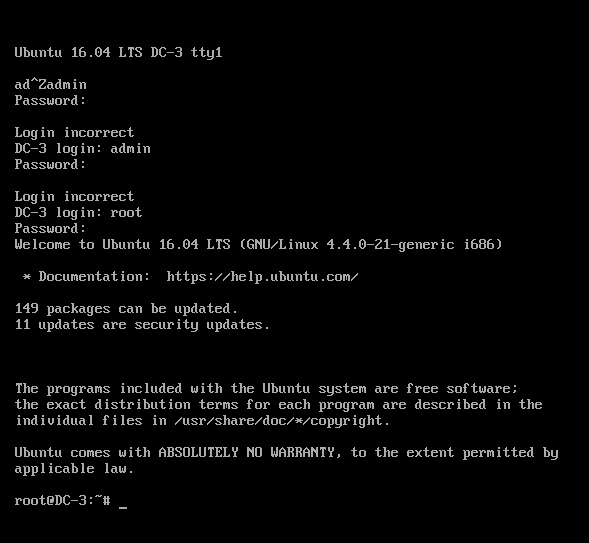 Ubuntu 16.04 LTS DC-3 tty1
ad^Zadmin
Password:
Login incorrect
DC-3 login: admin
Password:
Login incorrect
DC-3 login: root
Password:
Welcome to Ubuntu 16.04 LTS (GNU/Linux 4.4.0-21-generic i686)
* Documentation:  https://help.ubuntu.com/
149 packages can be updated.
11 updates are security updates.
The programs included with the Ubuntu system are free software;
the exact distribution terms for each program are described in the
individual files in /usr/share/doc/*/copyright.
Ubuntu comes with ABSOLUTELY NO WARRANTY, to the extent permitted by
applicable law.
root@DC-3:~# _